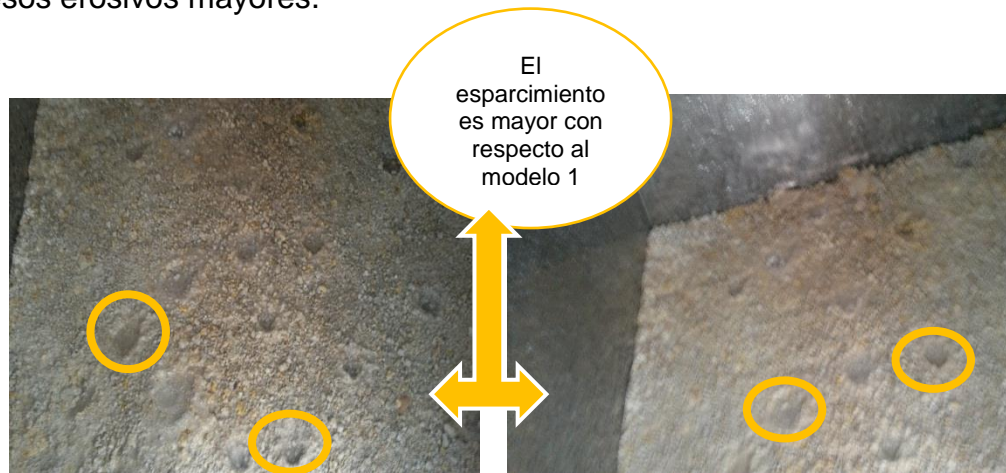 sos erosivos mayores.
El
esparcimiento
es mayor con
respecto al
modelo 1